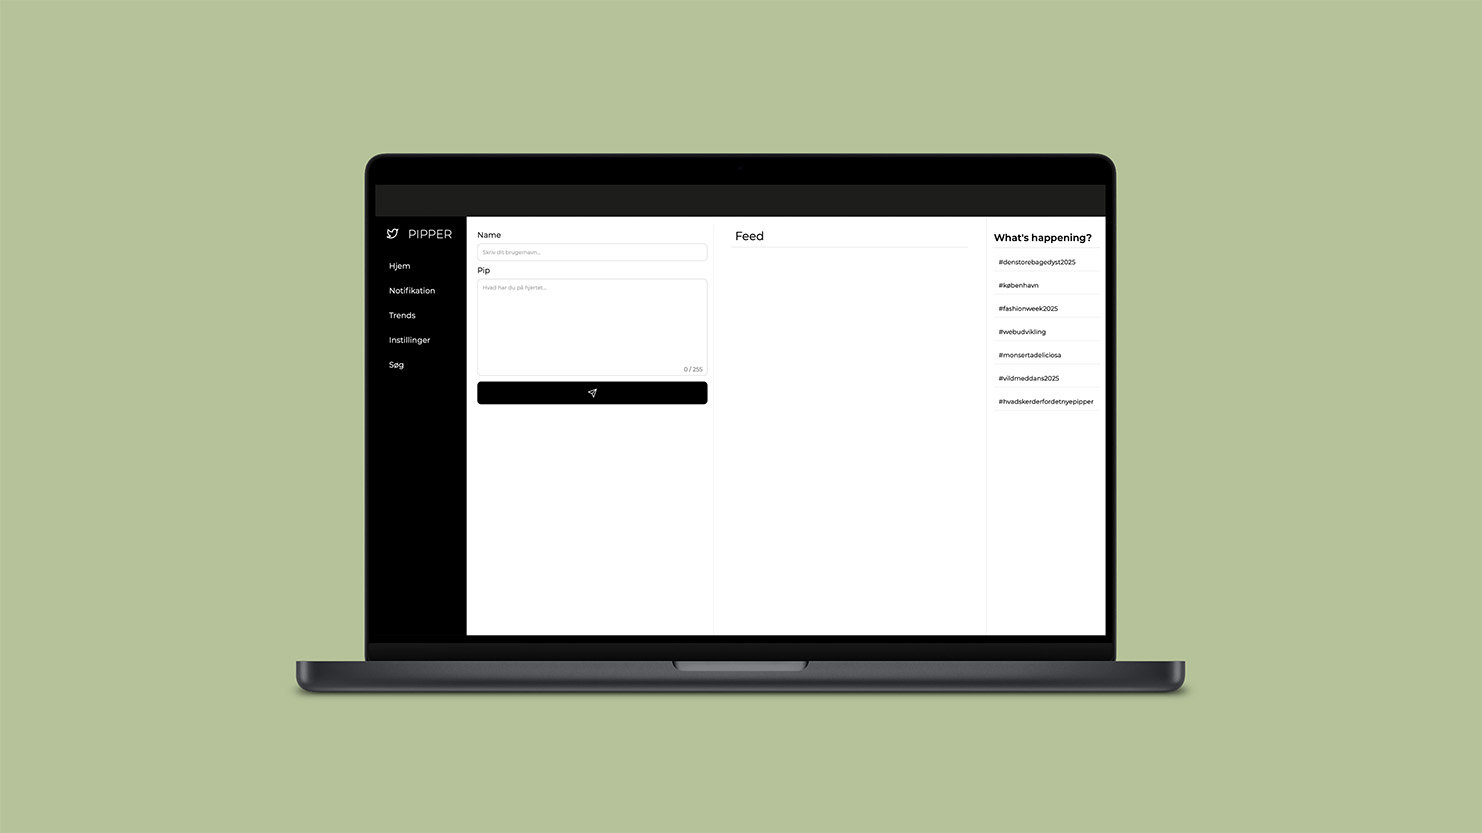 PIPPER
Hjem
Notifikation
Trends
Instillinger
Søg
Name
Skriv dit brugernavn...
Pip
Hvad har du på hjertet...
0 / 255
Feed
What's happening?
#denstorebagedyst2025
#københavn
#fashionweek2025
#webudvikling
#monsertadeliciosa
#vildmeddans2025
#hvadskerderfordetnyepipper